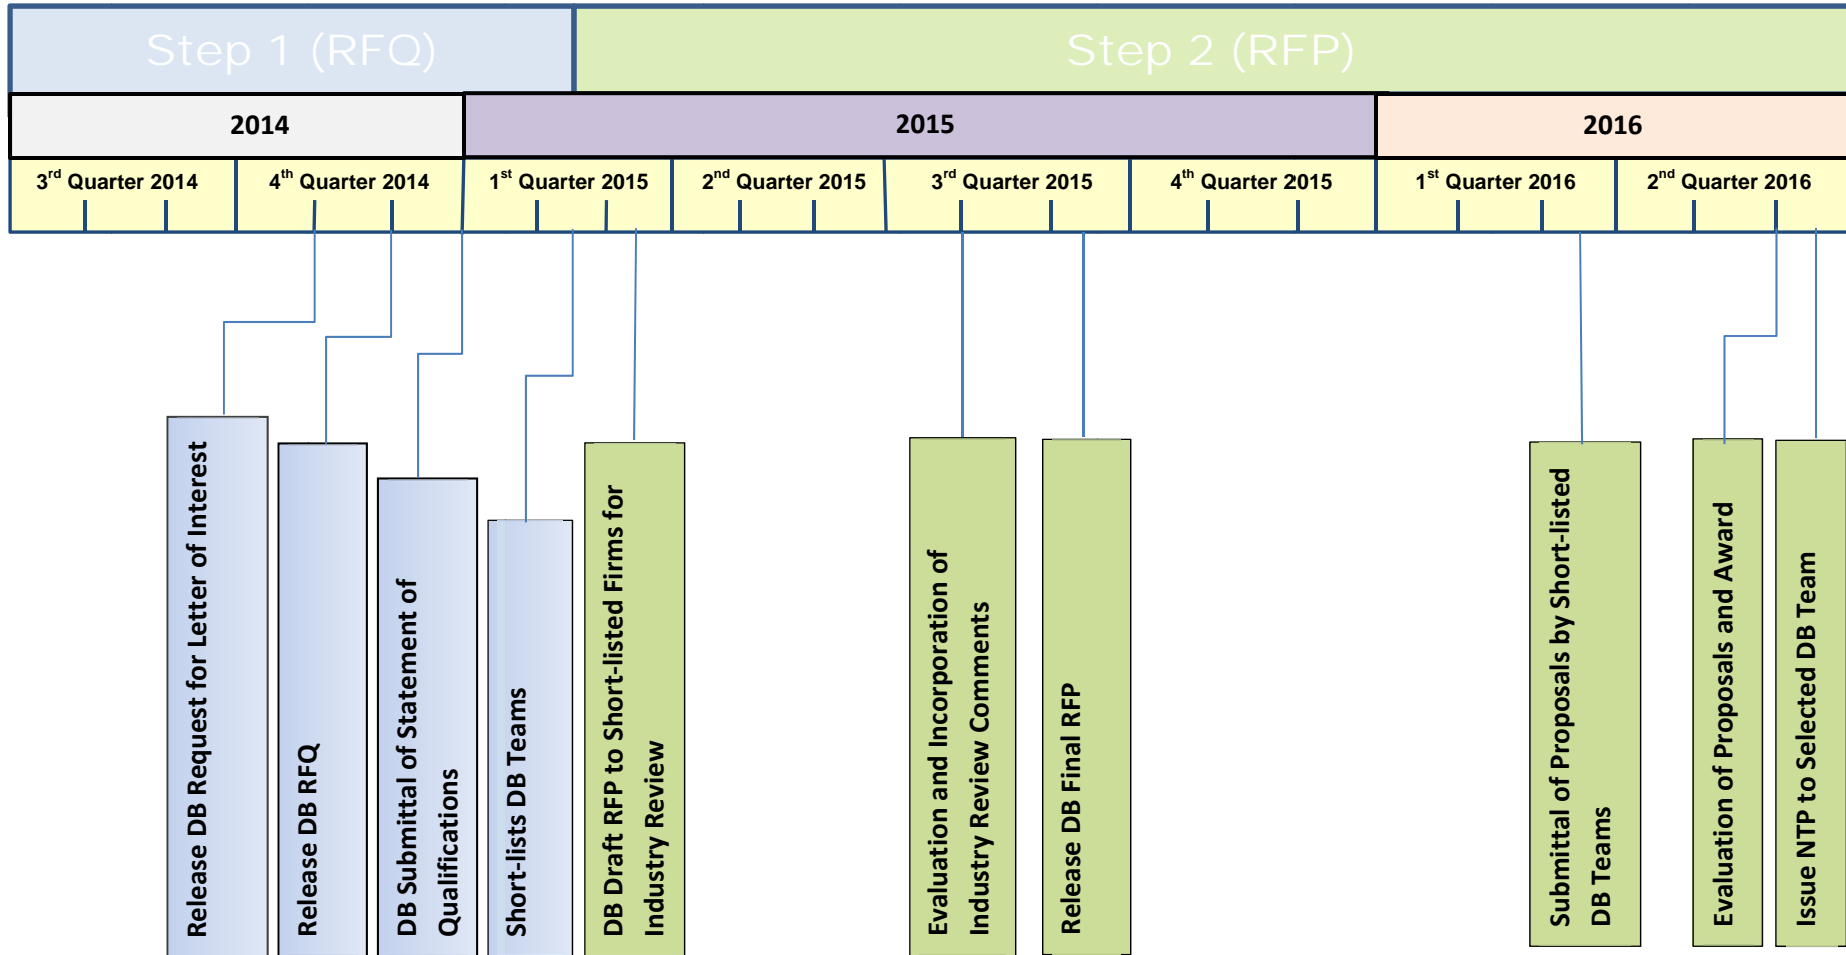 Step 1 (RFQ)
Step 2 (RFP)
2014
2015
2016
3rd Quarter 2014
4th Quarter 2014
1st Quarter 2015
2nd Quarter 2015
3rd Quarter 2015
4th Quarter 2015
1st Quarter 2016
2nd Quarter 2016
Release DB Request for Letter of Interest
Release DB RFQ
DB Submittal of Statement of
Qualifications
Short-lists DB Teams
DB Draft RFP to Short-listed Firms for
Industry Review
Evaluation and Incorporation of
Industry Review Comments
Release DB Final RFP
Submittal of Proposals by Short-listed
DB Teams
Evaluation of Proposals and Award
Issue NTP to Selected DB Team